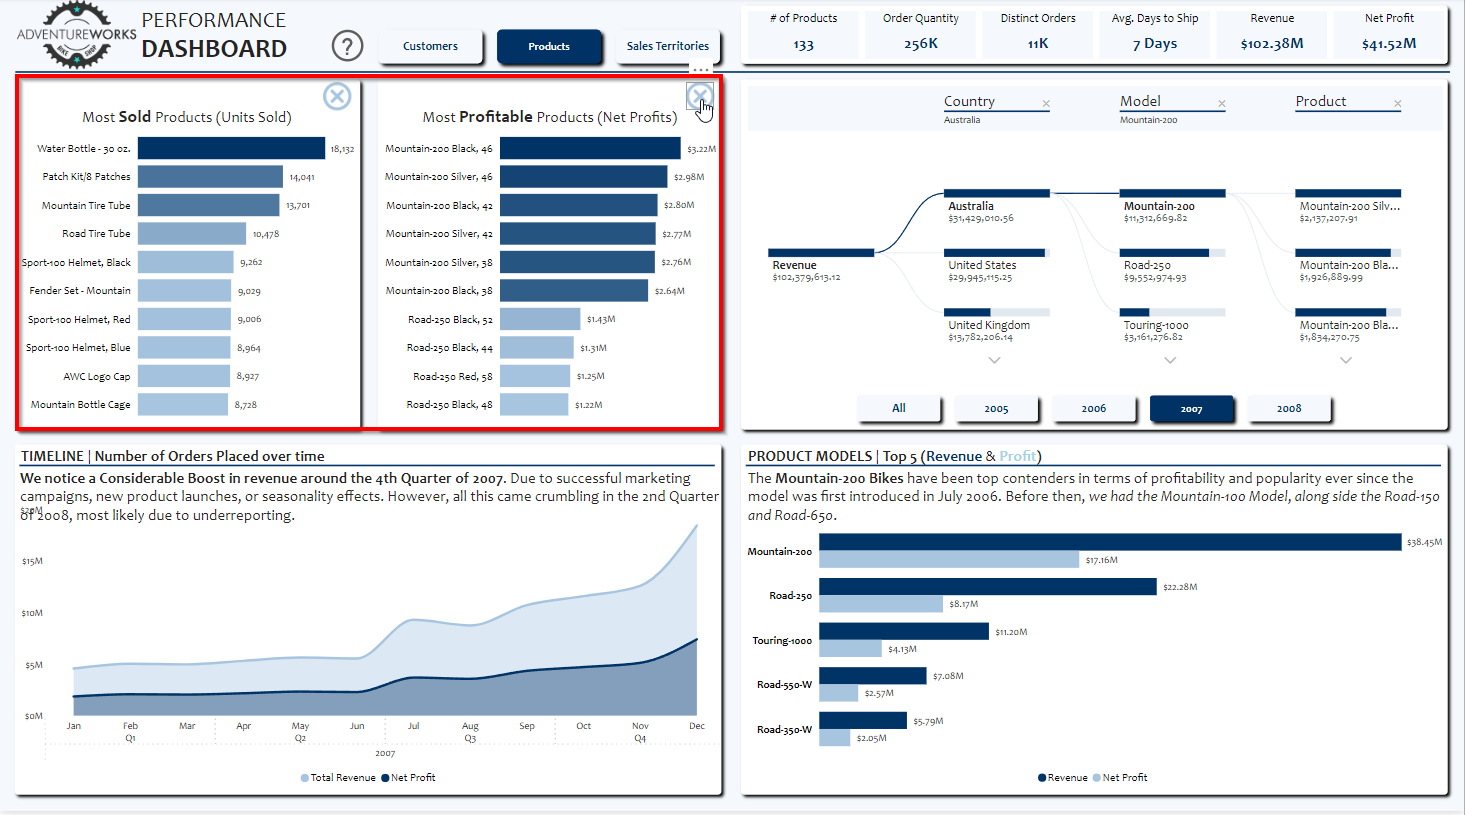 ADVENTUREWORKS
BIKE SHOP
PERFORMANCE
DASHBOARD
?
Customers
Products
Sales Territories
# of Products
133
Order Quantity
256K
Distinct Orders
11K
Avg. Days to Ship
7 Days
Revenue
$102.38M
Net Profit
$41.52M
Most Sold Products (Units Sold)
Water Bottle - 30 oz. 18,132
Patch Kit/8 Patches 14,041
Mountain Tire Tube 13,701
Road Tire Tube 10,478
Sport-100 Helmet, Black 9,262
Fender Set - Mountain 9,029
Sport-100 Helmet, Red 9,006
Sport-100 Helmet, Blue 8,964
AWC Logo Cap 8,927
Mountain Bottle Cage 8,728
Most Profitable Products (Net Profits)
Mountain-200 Black, 46 $3.22M
Mountain-200 Silver, 46 $2.98M
Mountain-200 Black, 42 $2.80M
Mountain-200 Silver, 42 $2.77M
Mountain-200 Silver, 38 $2.76M
Mountain-200 Black, 38 $2.64M
Road-250 Black, 52 $1.43M
Road-250 Black, 44 $1.31M
Road-250 Red, 58 $1.25M
Road-250 Black, 48 $1.22M
Country
Australia
Model
Mountain-200
Product
Revenue
$102,379,613.12
Australia
$31,429,010.56
United States
$29,945,115.25
United Kingdom
$13,782,206.14
Mountain-200
$11,312,669.82
Road-250
$9,552,974.93
Touring-1000
$3,161,276.82
Mountain-200 Silv...
$2,137,207.91
Mountain-200 Bla...
$1,926,889.99
Mountain-200 Bla...
$1,834,270.75
All
2005
2006
2007
2008
TIMELINE | Number of Orders Placed over time
We notice a Considerable Boost in revenue around the 4th Quarter of 2007. Due to successful marketing
campaigns, new product launches, or seasonality effects. However, all this came crumbling in the 2nd Quarter
of 2008, most likely due to underreporting.
$20M
$15M
$10M
$5M
$0M
Jan Feb Mar Apr May Jun Jul Aug Sep Oct Nov Dec
Q1 Q2 Q3 Q4
2007
Total Revenue Net Profit
PRODUCT MODELS | Top 5 (Revenue & Profit)
The Mountain-200 Bikes have been top contenders in terms of profitability and popularity ever since the
model was first introduced in July 2006. Before then, we had the Mountain-100 Model, along side the Road-150
and Road-650.
Mountain-200 $38.45M
$17.16M
Road-250 $22.28M
$8.17M
Touring-1000 $11.20M
$4.13M
Road-550-W $7.08M
$2.57M
Road-350-W $5.79M
$2.05M
Revenue Net Profit